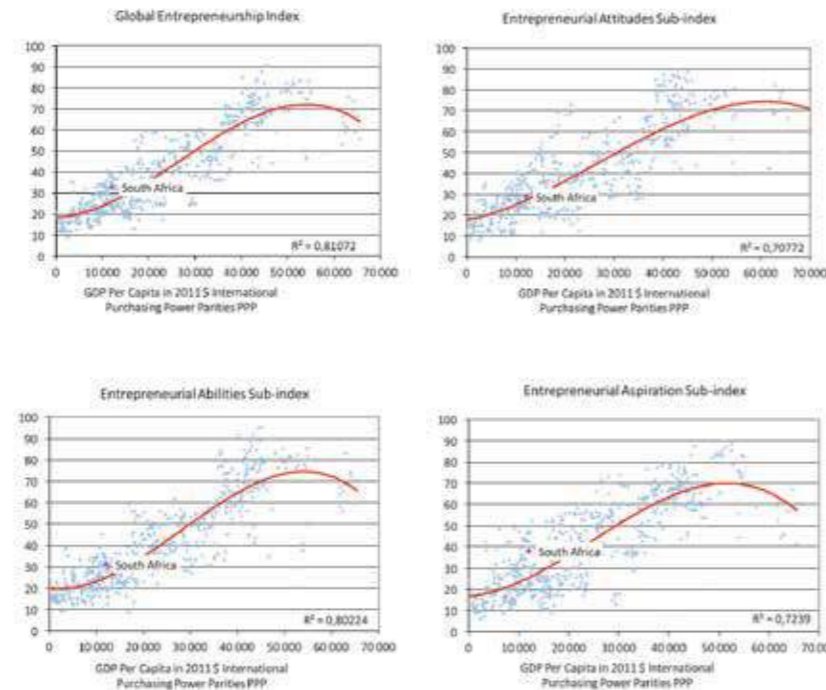 Global Entrepreneurship Index
100
90
80
70
60
50
40
30
20
10
0
South Africa
R² = 0,81072
0 10 000 20 000 30 000 40 000 50 000 60 000 70 000
GDP Per Capita in 2011 $ International
Purchasing Power Parities PPP
Entrepreneurial Attitudes Sub-index
100
90
80
70
60
50
40
30
20
10
0
South Africa
R² = 0,70772
0 10 000 20 000 30 000 40 000 50 000 60 000 70 000
GDP Per Capita in 2011 $ International
Purchasing Power Parities PPP
Entrepreneurial Abilities Sub-index
100
90
80
70
60
50
40
30
20
10
0
South Africa
R² = 0,80224
0 10 000 20 000 30 000 40 000 50 000 60 000 70 000
GDP Per Capita in 2011 $ International
Purchasing Power Parities PPP
Entrepreneurial Aspiration Sub-index
100
90
80
70
60
50
40
30
20
10
0
South Africa
R² = 0,7239
0 10 000 20 000 30 000 40 000 50 000 60 000 70 000
GDP Per Capita in 2011 $ International
Purchasing Power Parities PPP